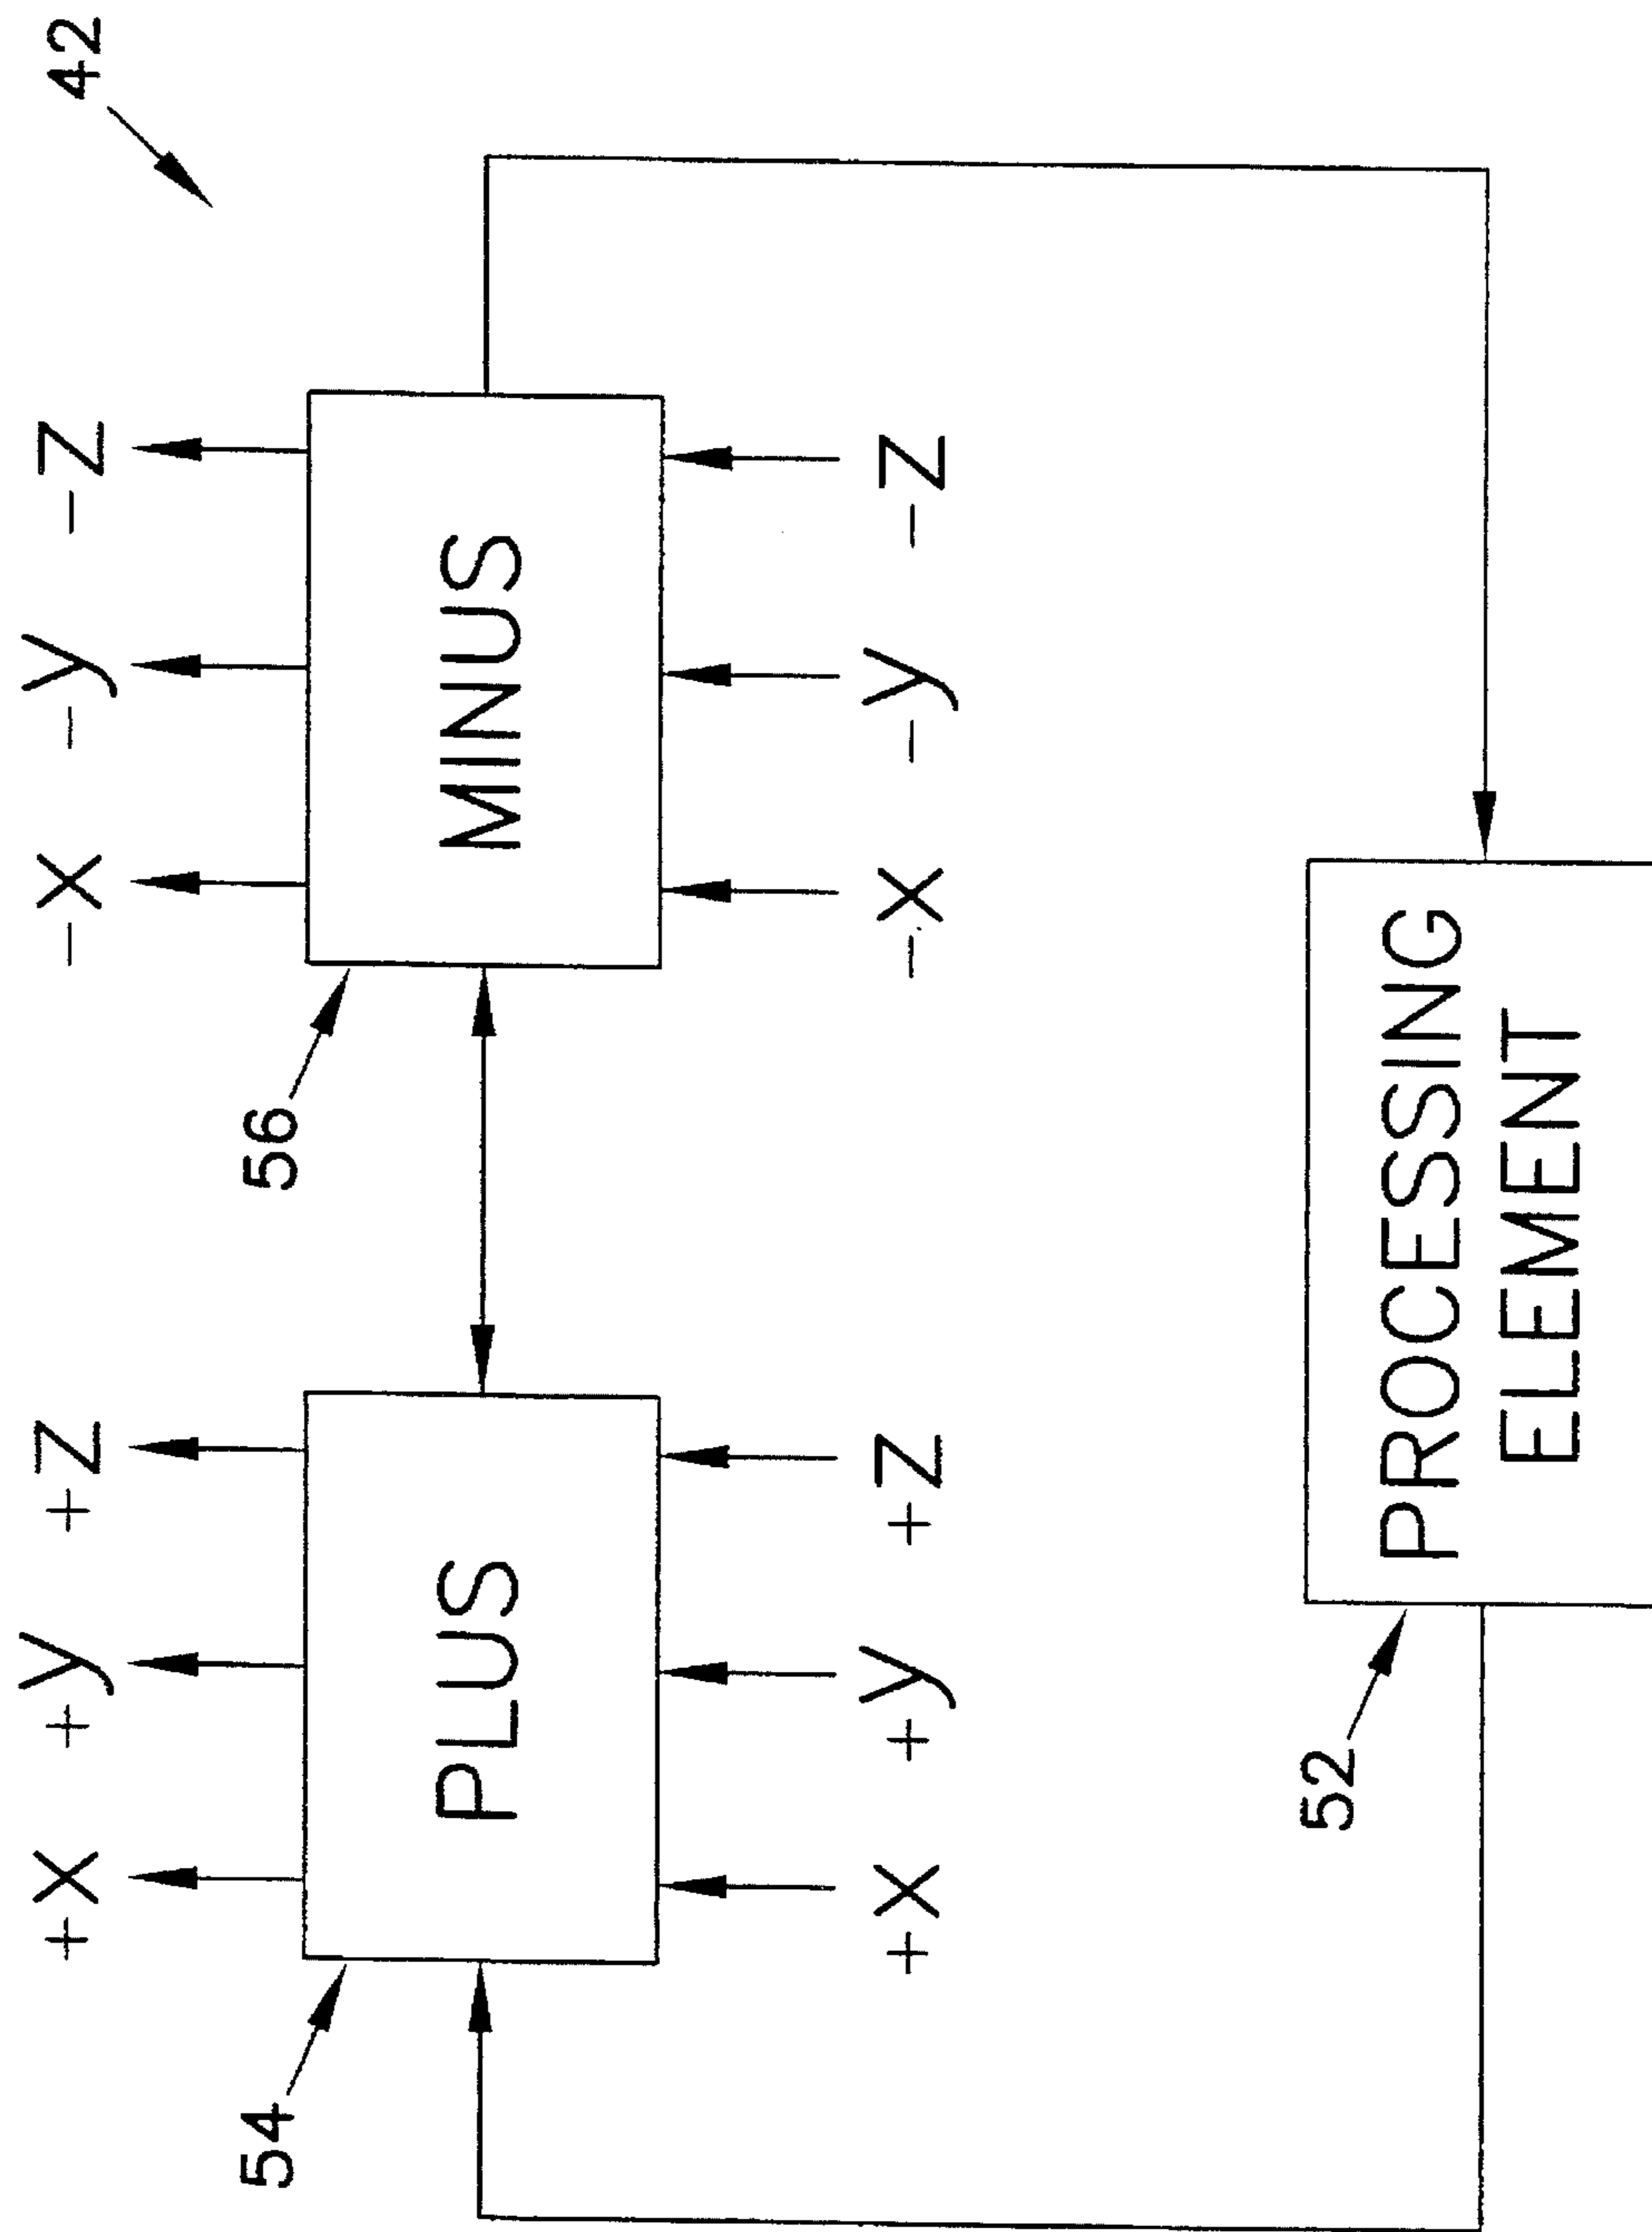 42
+X +y +Z -X -y -Z
54 56
PLUS MINUS
+X +y +Z -X -y -Z
52
PROCESSING
ELEMENT